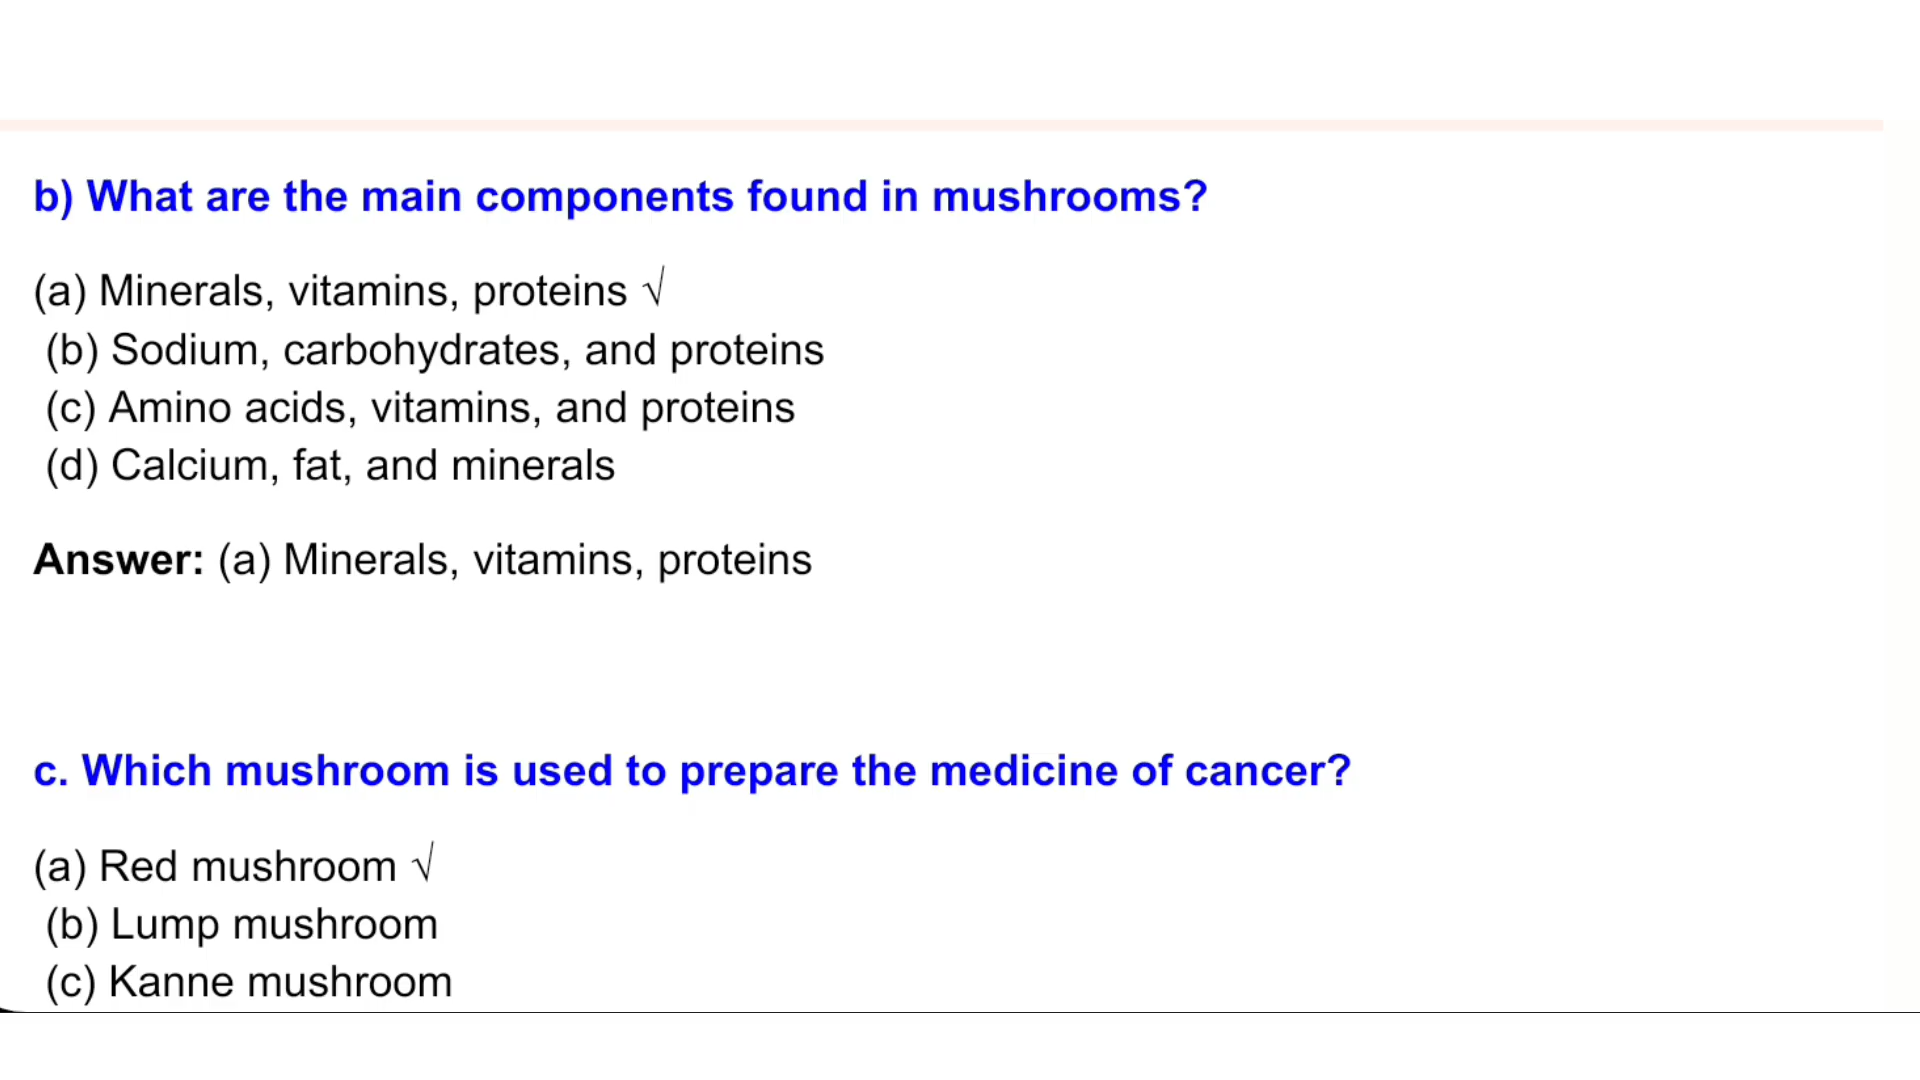 b) What are the main components found in mushrooms?
(a) Minerals, vitamins, proteins √
(b) Sodium, carbohydrates, and proteins
(c) Amino acids, vitamins, and proteins
(d) Calcium, fat, and minerals
Answer: (a) Minerals, vitamins, proteins
c. Which mushroom is used to prepare the medicine of cancer?
(a) Red mushroom √
(b) Lump mushroom
(c) Kanne mushroom